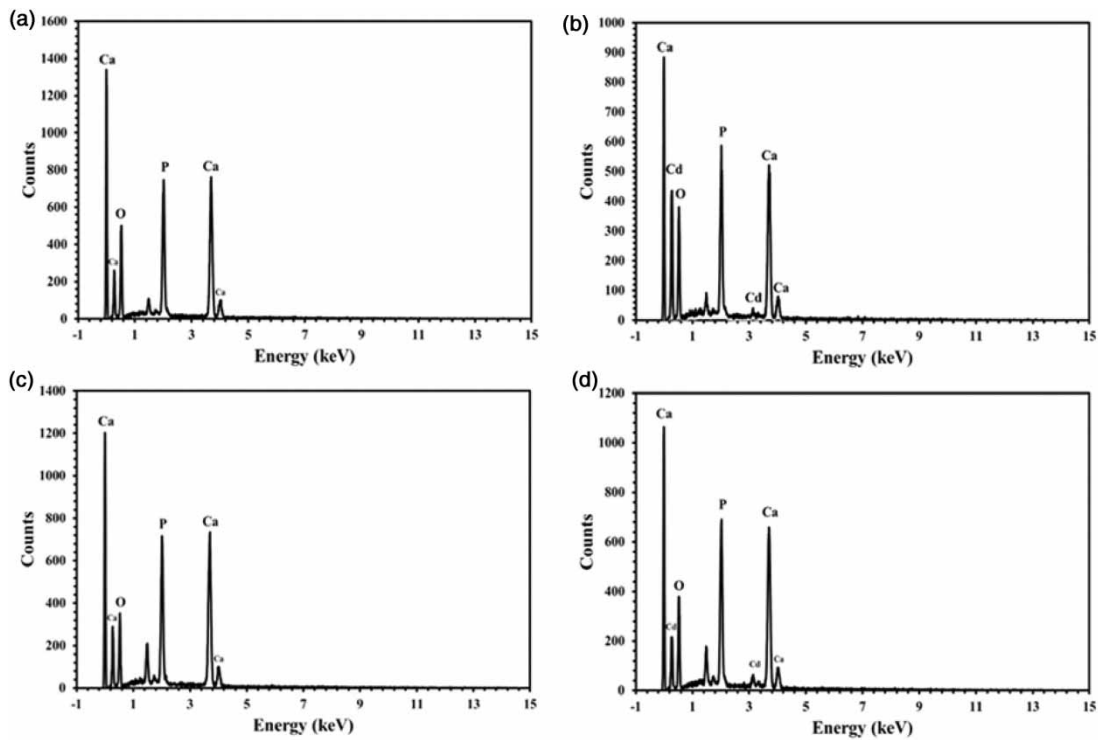 (a)
1600
1400
1200
1000
800
600
400
200
0
Counts
Ca
Ca
O
P
Ca
Ca
-1 1 3 5 7 9 11 13 15
Energy (keV)
(b)
1000
900
800
700
600
500
400
300
200
100
0
Counts
Ca
Cd
O
P
Cd
Ca
Ca
-1 1 3 5 7 9 11 13 15
Energy (keV)
(c)
1400
1200
1000
800
600
400
200
0
Counts
Ca
Ca
O
P
Ca
Ca
-1 1 3 5 7 9 11 13 15
Energy (keV)
(d)
1200
1000
800
600
400
200
0
Counts
Ca
Cd
O
P
Cd
Ca
Ca
-1 1 3 5 7 9 11 13 15
Energy (keV)